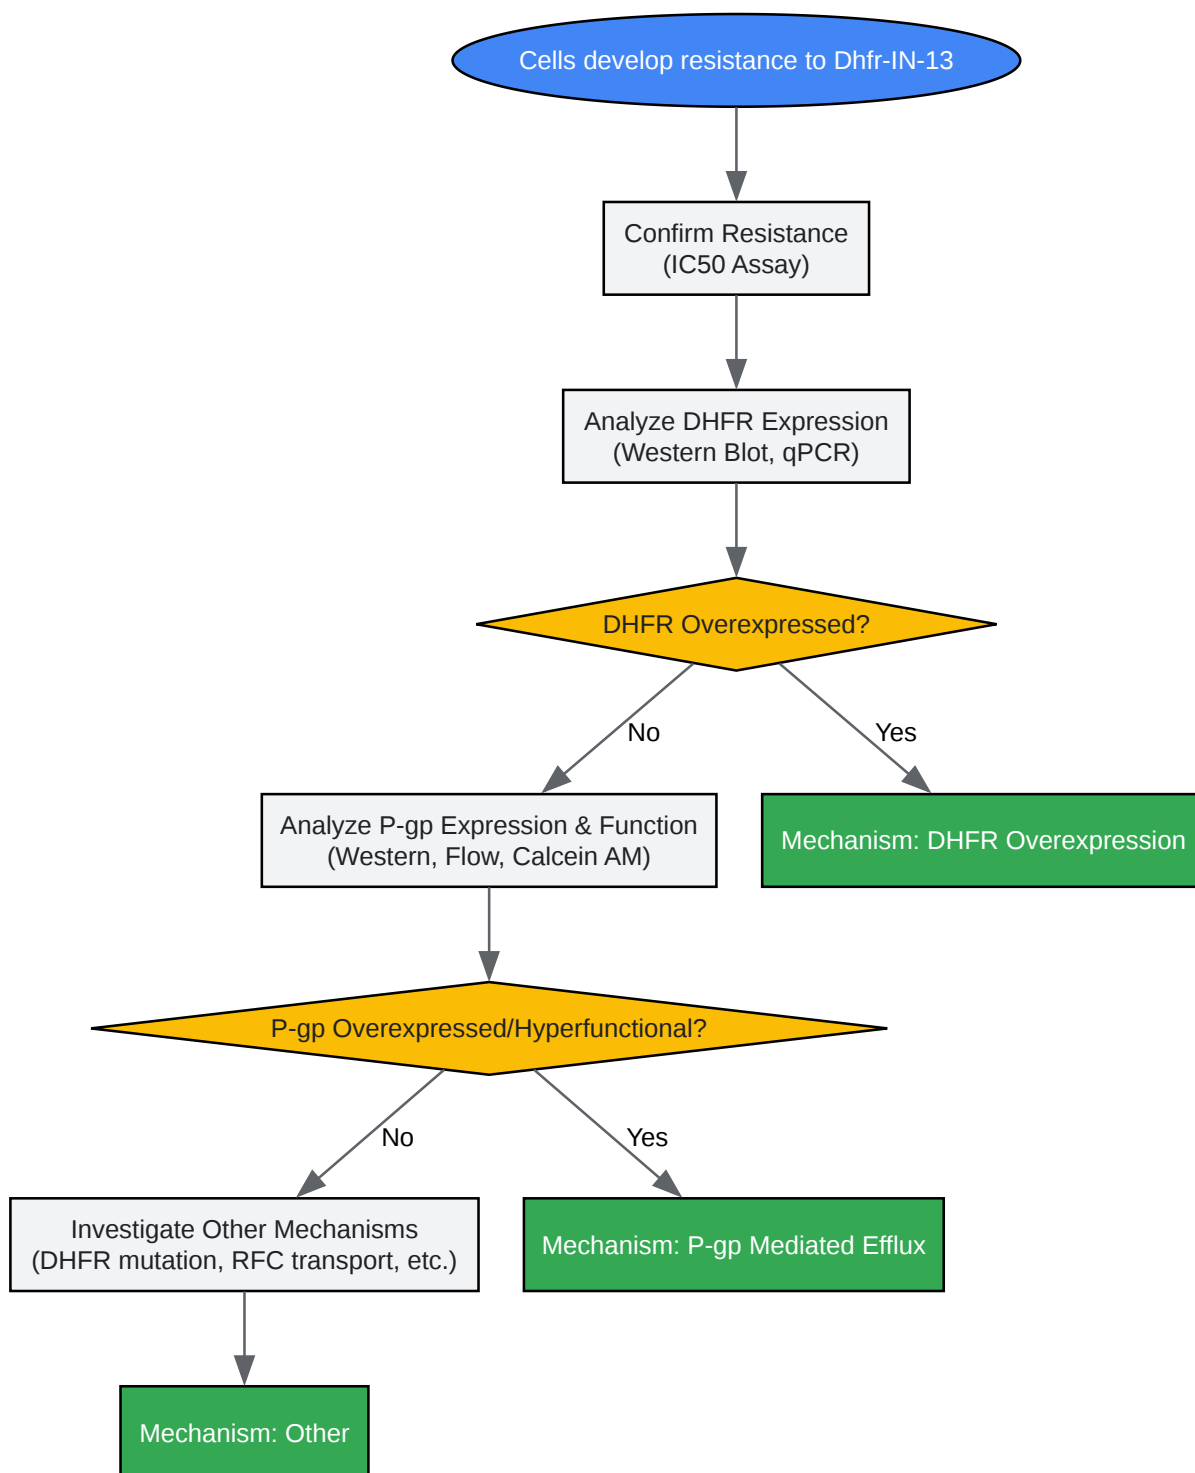 Cells develop resistance to Dhfr-IN-13
Confirm Resistance
(IC50 Assay)
Analyze DHFR Expression
(Western Blot, qPCR)
DHFR Overexpressed?
No
Yes
Analyze P-gp Expression & Function
(Western, Flow, Calcein AM)
Mechanism: DHFR Overexpression
P-gp Overexpressed/Hyperfunctional?
No
Yes
Investigate Other Mechanisms
(DHFR mutation, RFC transport, etc.)
Mechanism: P-gp Mediated Efflux
Mechanism: Other